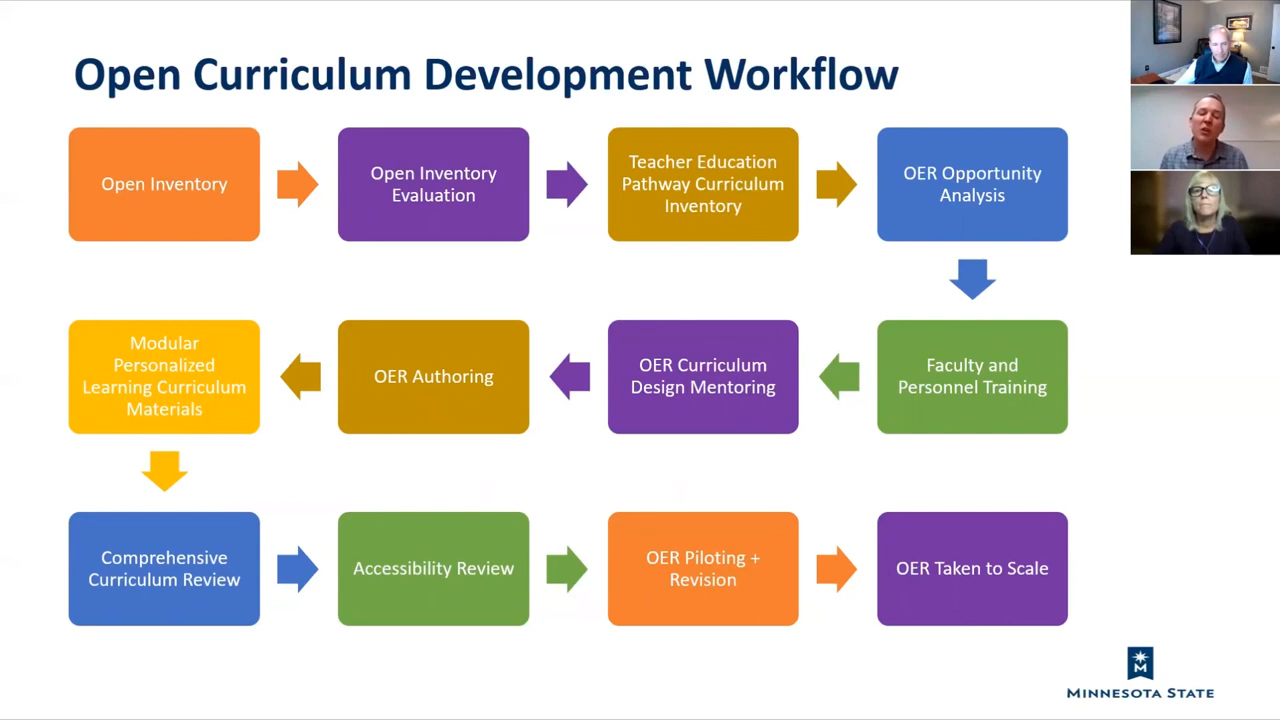 Open Curriculum Development Workflow
Open Inventory
Open Inventory
Evaluation
Teacher Education
Pathway Curriculum
Inventory
OER Opportunity
Analysis
Faculty and
Personnel Training
OER Curriculum
Design Mentoring
OER Authoring
Modular
Personalized
Learning Curriculum
Materials
Comprehensive
Curriculum Review
Accessibility Review
OER Piloting +
Revision
OER Taken to Scale
M
MINNESOTA STATE